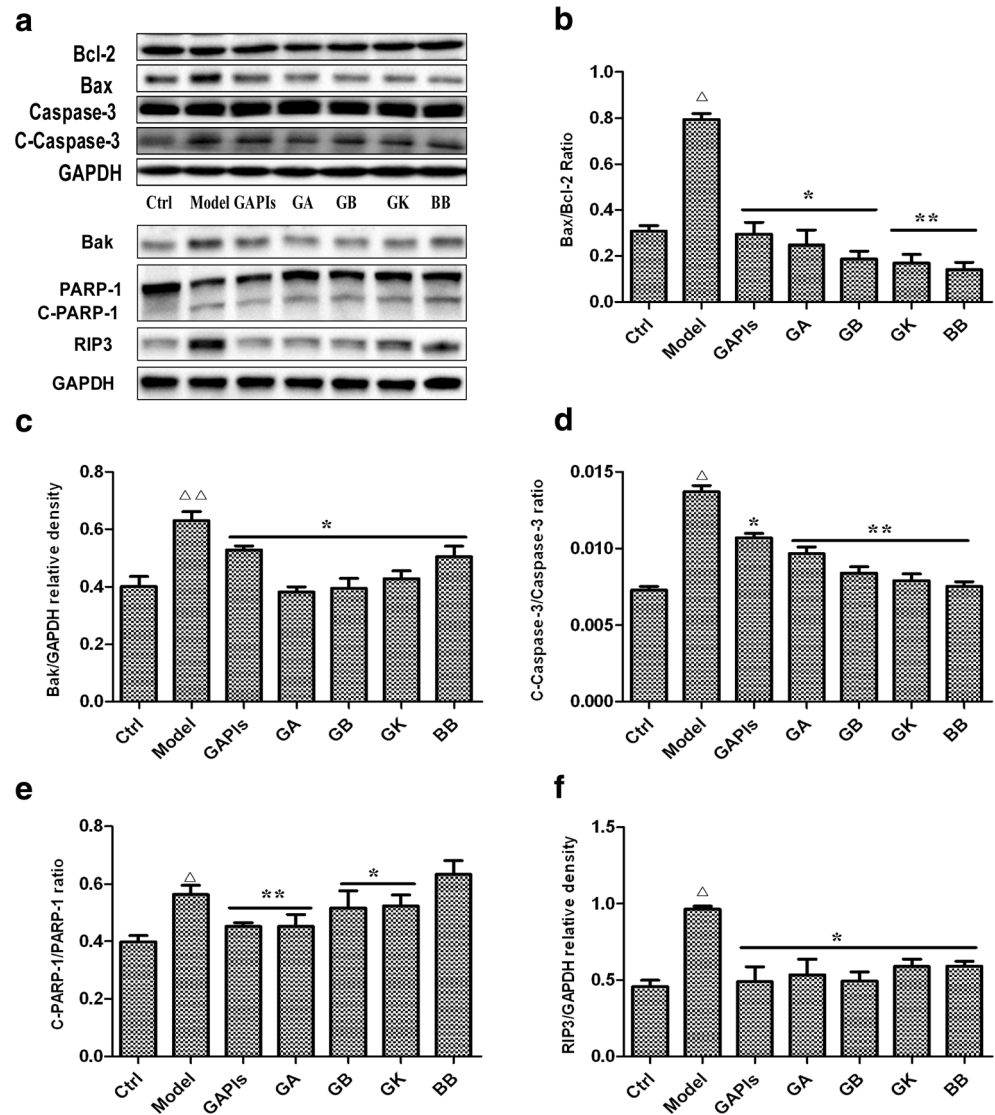 a
Bcl-2
Bax
Caspase-3
C-Caspase-3
GAPDH
Ctrl Model GAPIs GA GB GK BB
Bak
PARP-1
C-PARP-1
RIP3
GAPDH
b
Bax/Bcl-2 Ratio
1.0
0.8
0.6
0.4
0.2
0.0
△
*
**
Ctrl Model GAPIs GA GB GK BB
c
Bak/GAPDH relative density
0.8
0.6
0.4
0.2
0.0
△ △
*
Ctrl Model GAPIs GA GB GK BB
d
C-Caspase-3/Caspase-3 ratio
0.015
0.010
0.005
0.000
△
*
**
Ctrl Model GAPIs GA GB GK BB
e
C-PARP-1/PARP-1 ratio
0.8
0.6
0.4
0.2
0.0
△
**
*
Ctrl Model GAPIs GA GB GK BB
f
RIP3/GAPDH relative density
1.5
1.0
0.5
0.0
△
*
Ctrl Model GAPIs GA GB GK BB